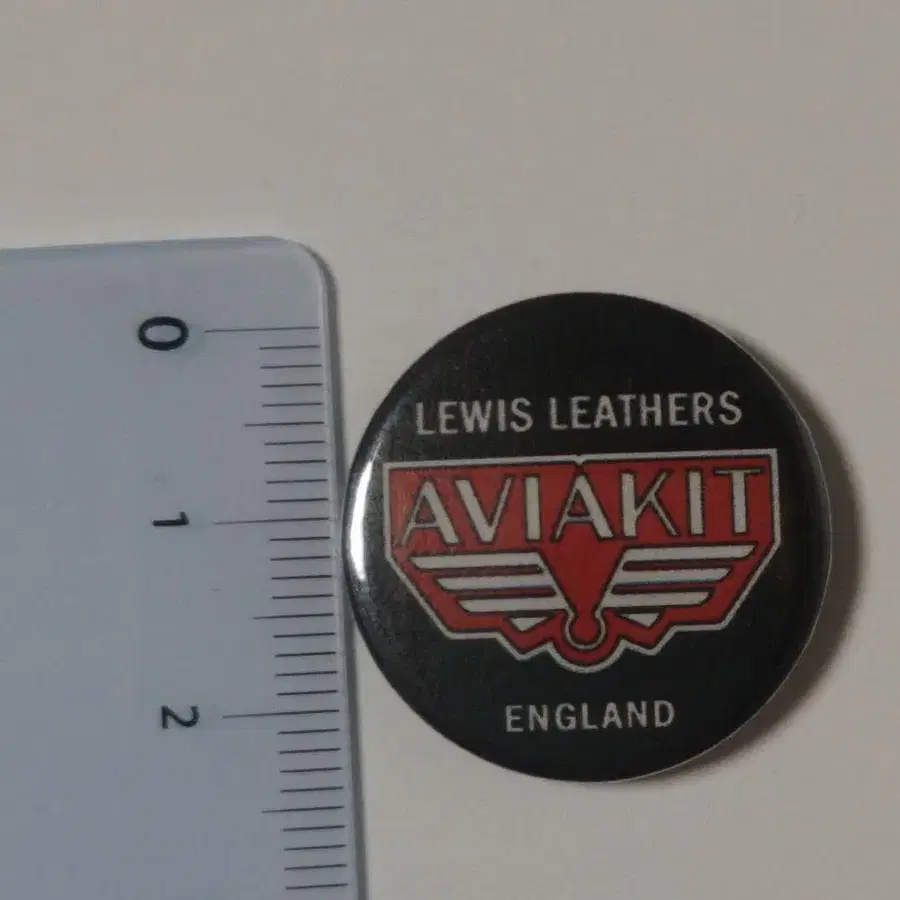 0
1
2
LEWIS LEATHERS
AVIAKIT
ENGLAND